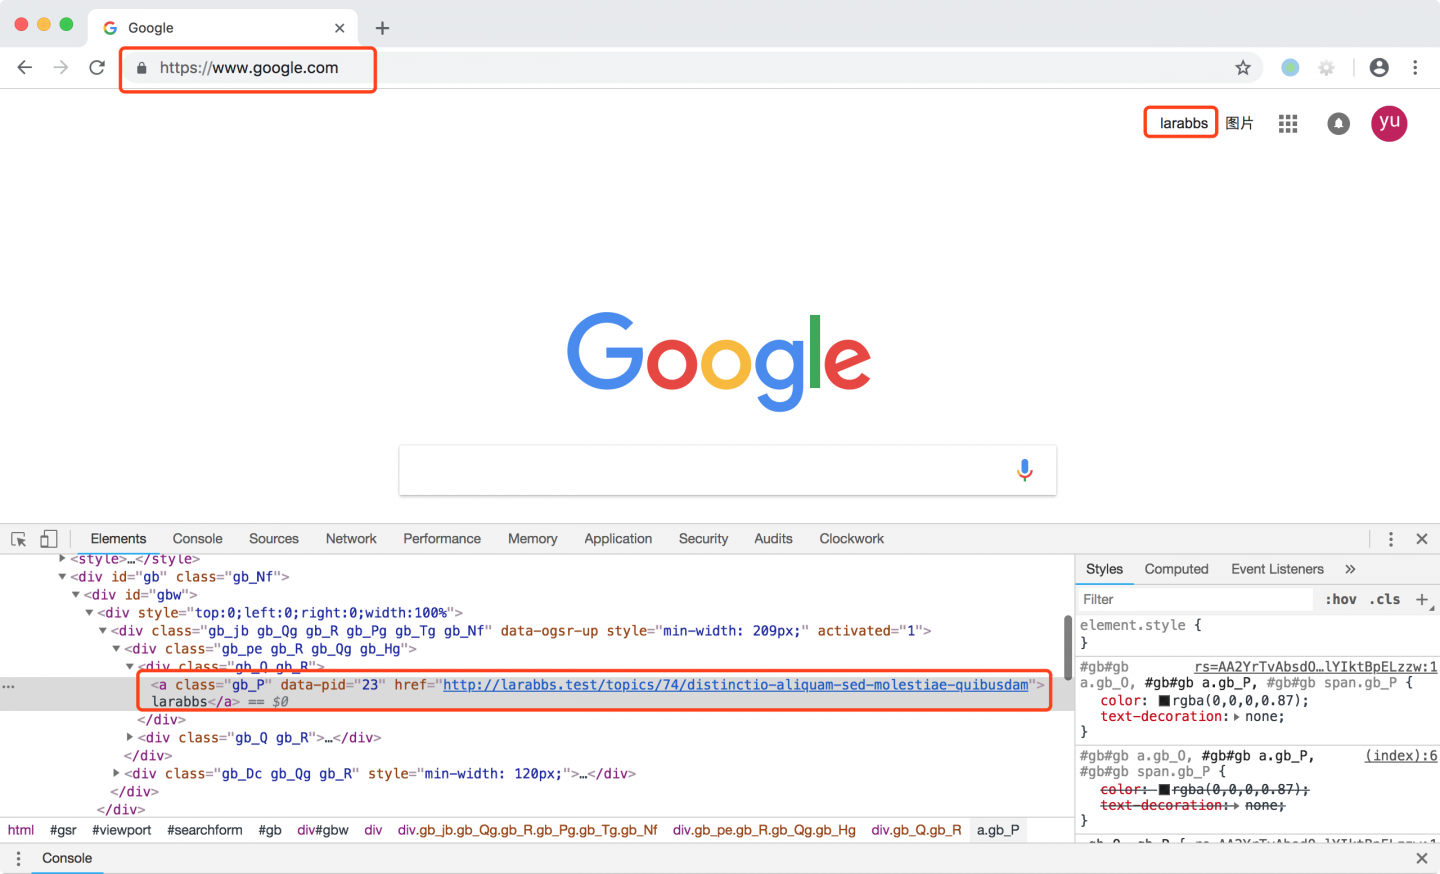 Google
https://www.google.com
larabbs 图片 yu
Google
Elements Console Sources Network Performance Memory Application Security Audits Clockwork
<style>…</style>
<div id="gb" class="gb_Nf">
<div id="gbw">
<div style="top:0;left:0;right:0;width:100%">
<div class="gb_jb gb_Qg gb_R gb_Pg gb_Tg gb_Nf" data-ogsr-up style="min-width: 209px;" activated="1">
<div class="gb_pe gb_R gb_Qg gb_Hg">
<div class="gb_Q gb_R">
<a class="gb_P" data-pid="23" href="http://larabbs.test/topics/74/distinctio-aliquam-sed-molestiae-quibusdam">
larabbs</a> == $0
</div>
<div class="gb_Q gb_R">…</div>
</div>
<div class="gb_Dc gb_Qg gb_R" style="min-width: 120px;">…</div>
</div>
</div>
html #gsr #viewport #searchform #gb div#gbw div div.gb_jb.gb_Qg.gb_R.gb_Pg.gb_Tg.gb_Nf div.gb_pe.gb_R.gb_Qg.gb_Hg div.gb_Q.gb_R a.gb_P
Styles Computed Event Listeners »
Filter :hov .cls +
element.style {
}
#gb#gb rs=AA2YrTvAbsdO…lYIktBpELzzw:1
a.gb_O, #gb#gb a.gb_P, #gb#gb span.gb_P {
color: rgba(0,0,0,0.87);
text-decoration: none;
}
#gb#gb a.gb_O, #gb#gb a.gb_P, (index):6
#gb#gb span.gb_P {
color: rgba(0,0,0,0.87);
text-decoration: none;
}
Console